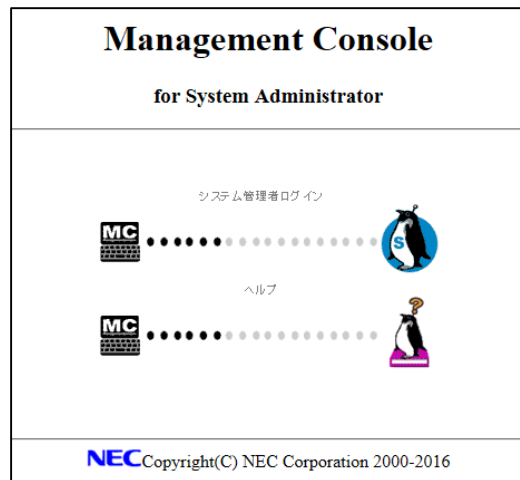 Management Console
for System Administrator
システム管理者ログイン
MC
S
ヘルプ
MC
?
NEC Copyright(C) NEC Corporation 2000-2016